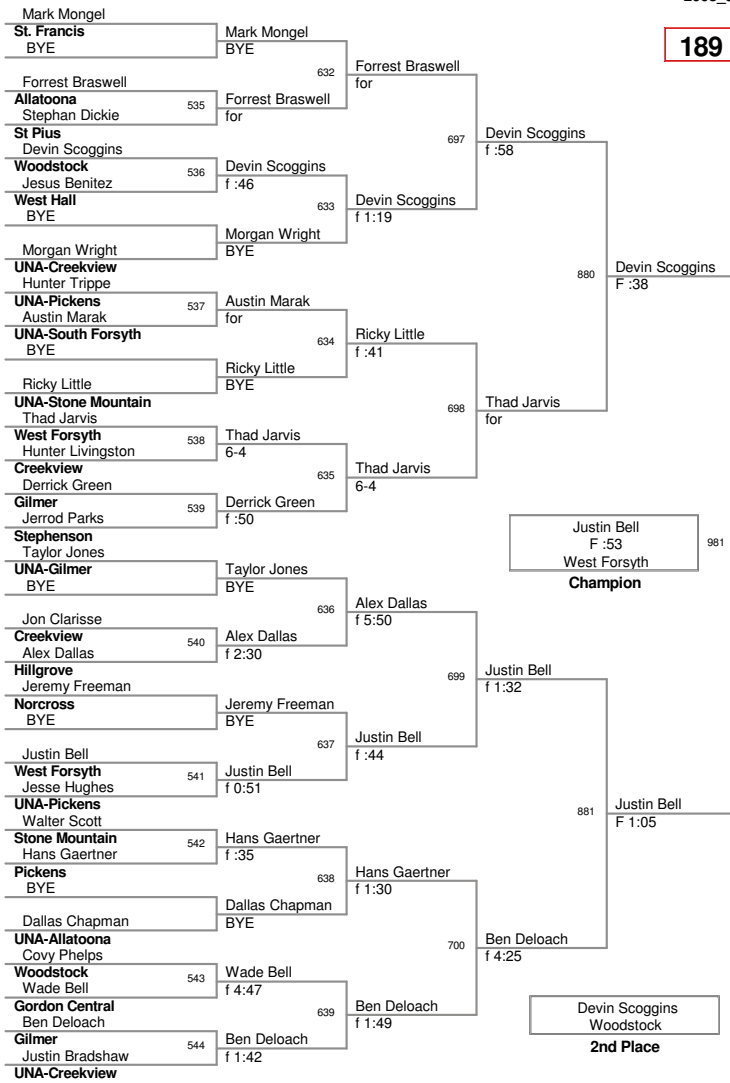 Mark Mongel
St. Francis
BYE
Forrest Braswell
Allatoona
Stephan Dickie
St Pius
Devin Scoggins
Woodstock
Jesus Benitez
West Hall
BYE
Morgan Wright
UNA-Creekview
Hunter Trippe
UNA-Pickens
Austin Marak
UNA-South Forsyth
BYE
Ricky Little
UNA-Stone Mountain
Thad Jarvis
West Forsyth
Hunter Livingston
Creekview
Derrick Green
Gilmer
Jerrod Parks
Stephenson
Taylor Jones
UNA-Gilmer
BYE
Jon Clarisse
Creekview
Alex Dallas
Hillgrove
Jeremy Freeman
Norcross
BYE
Justin Bell
West Forsyth
Jesse Hughes
UNA-Pickens
Walter Scott
Stone Mountain
Hans Gaertner
Pickens
BYE
Dallas Chapman
UNA-Allatoona
Covy Phelps
Woodstock
Wade Bell
Gordon Central
Ben Deloach
Gilmer
Justin Bradshaw
UNA-Creekview
535
536
537
538
539
540
541
542
543
544
Mark Mongel
BYE
Forrest Braswell
for
Devin Scoggins
f :46
Morgan Wright
BYE
Austin Marak
for
Ricky Little
BYE
Thad Jarvis
6-4
Derrick Green
f :50
Taylor Jones
BYE
Alex Dallas
f 2:30
Jeremy Freeman
BYE
Justin Bell
f 0:51
Hans Gaertner
f :35
Dallas Chapman
BYE
Wade Bell
f 4:47
Ben Deloach
f 1:42
632
633
634
635
636
637
638
639
Forrest Braswell
for
Devin Scoggins
f 1:19
Ricky Little
f :41
Thad Jarvis
6-4
Alex Dallas
f 5:50
Justin Bell
f :44
Hans Gaertner
f 1:30
Ben Deloach
f 1:49
697
698
699
700
Devin Scoggins
f :58
Thad Jarvis
for
Justin Bell
f 1:32
Ben Deloach
f 4:25
880
881
Devin Scoggins
F :38
Justin Bell
F 1:05
189
Justin Bell
F :53
West Forsyth
981
Champion
Devin Scoggins
Woodstock
2nd Place